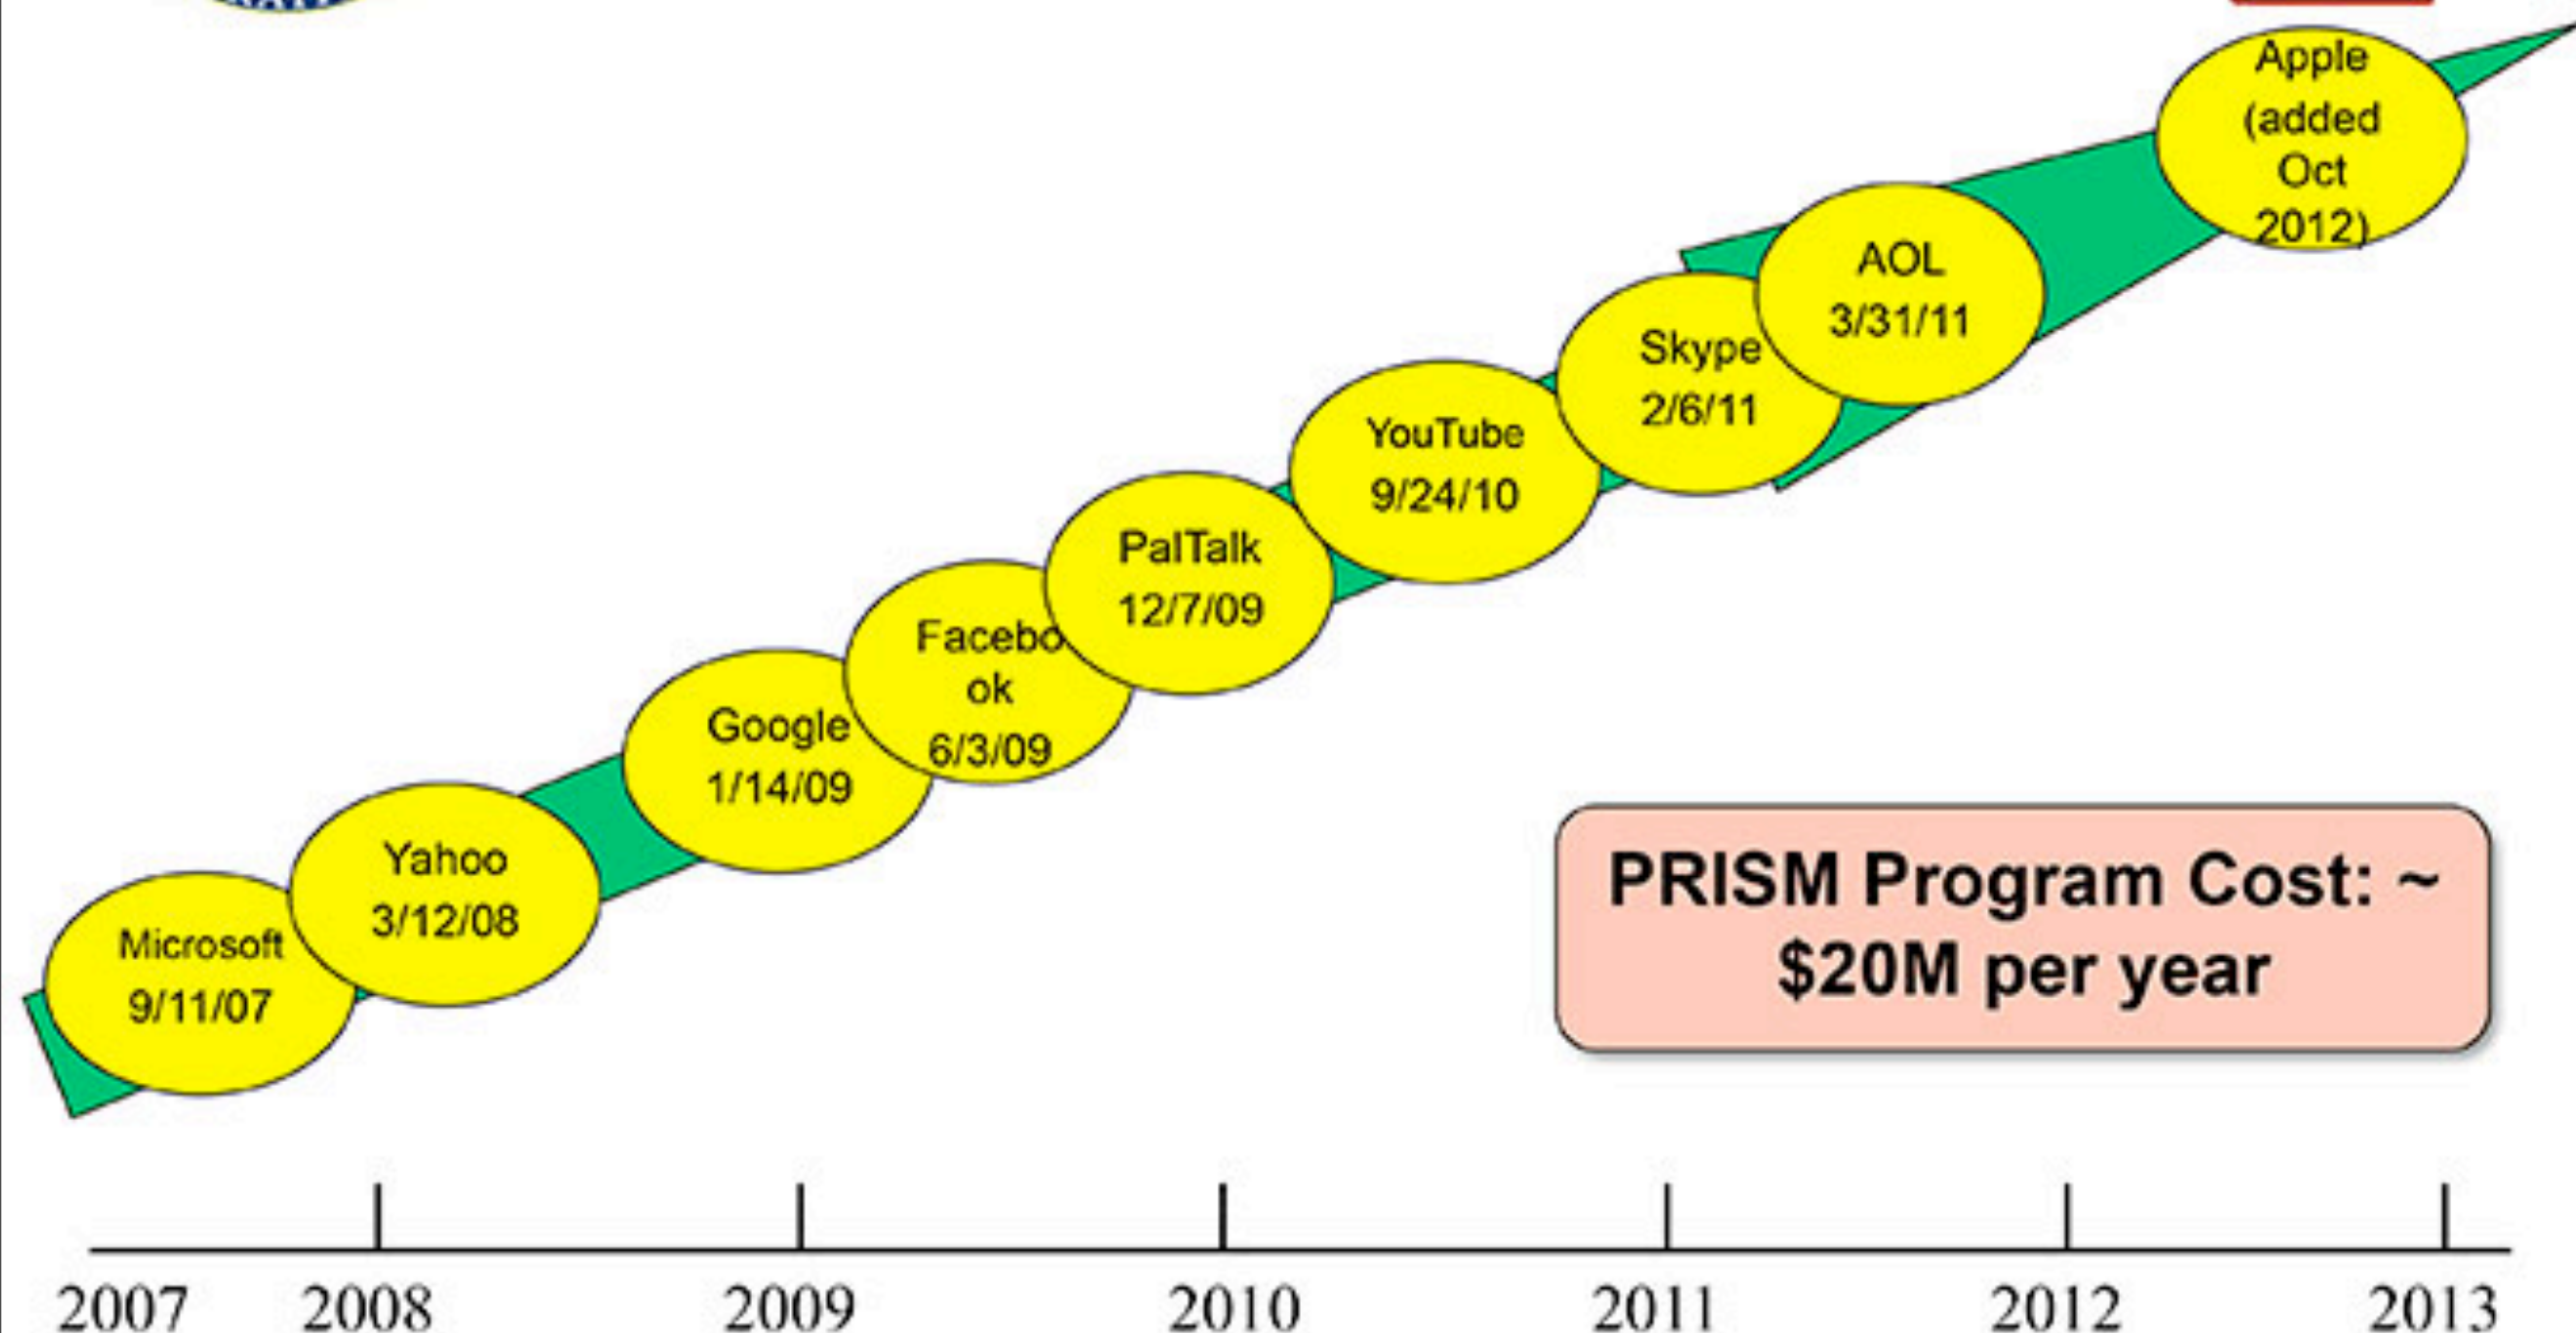 Apple
(added
Oct
2012)
AOL
3/31/11
Skype
2/6/11
YouTube
9/24/10
PalTalk
12/7/09
Facebo
ok
6/3/09
Google
1/14/09
Yahoo
3/12/08
Microsoft
9/11/07
PRISM Program Cost: ~
$20M per year
2007 2008 2009 2010 2011 2012 2013